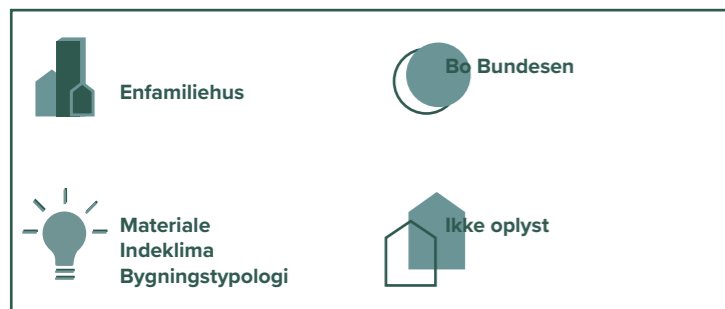 Enfamiliehus
Bo Bundesen
Materiale
Indeklima
Bygningstypologi
Ikke oplyst